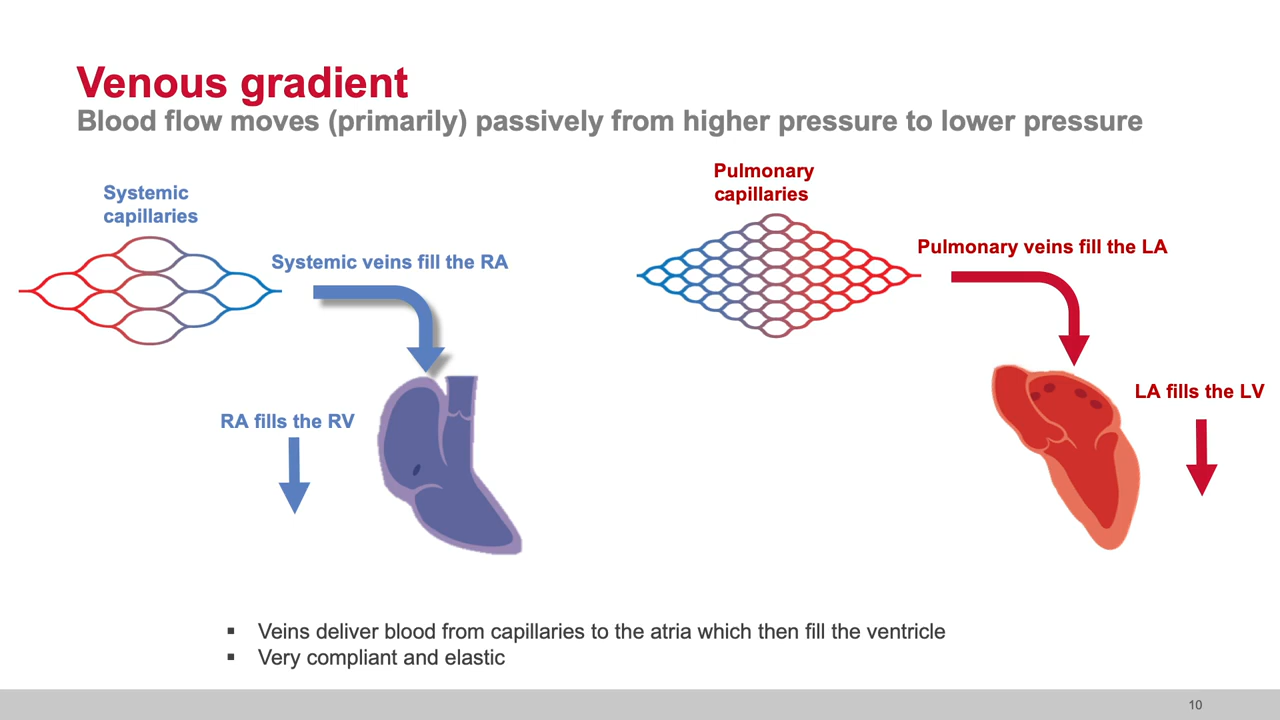 Venous gradient
Blood flow moves (primarily) passively from higher pressure to lower pressure
Systemic
capillaries
Systemic veins fill the RA
RA fills the RV
Pulmonary
capillaries
Pulmonary veins fill the LA
LA fills the LV
▪ Veins deliver blood from capillaries to the atria which then fill the ventricle
▪ Very compliant and elastic
10